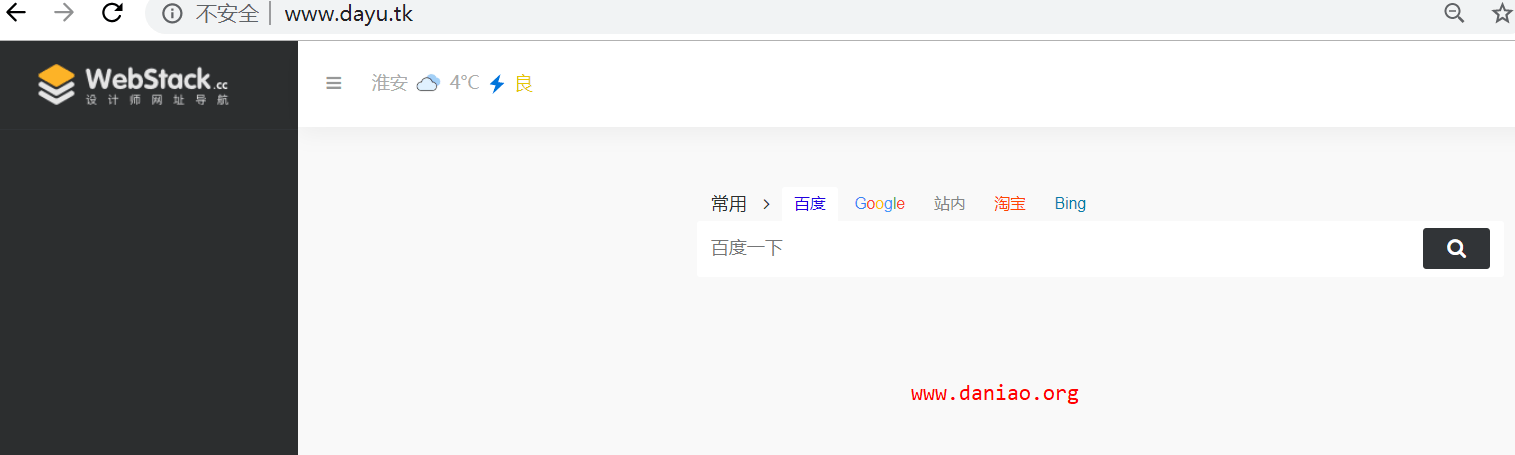 不安全 www.dayu.tk
WebStack.cc
设计师网址导航
淮安 4℃ 良
常用 百度 Google 站内 淘宝 Bing
百度一下
www.daniao.org